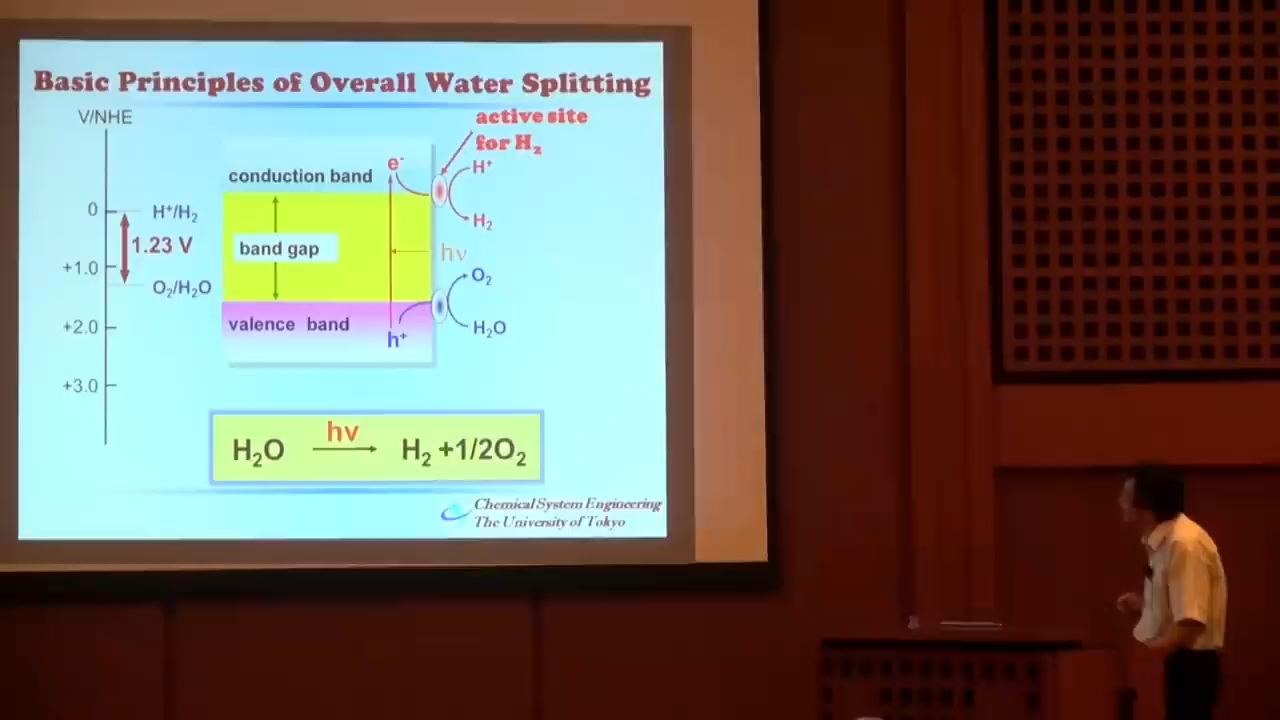 Basic Principles of Overall Water Splitting
V/NHE
active site
for H₂
e⁻
H⁺
conduction band
0
H⁺/H₂
H₂
1.23 V
band gap
hν
+1.0
O₂
O₂/H₂O
+2.0
valence band
H₂O
h⁺
+3.0
hν
H₂O → H₂ +1/2O₂
Chemical System Engineering
The University of Tokyo